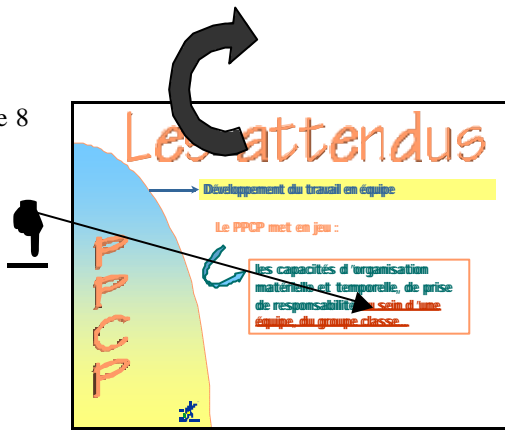 e 8
Les attendus
Développement du travail en équipe
Le PPCP met en jeu :
les capacités d 'organisation
matérielle et temporelle, de prise
de responsabilité au sein d 'une
équipe, du groupe classe...
PPCP